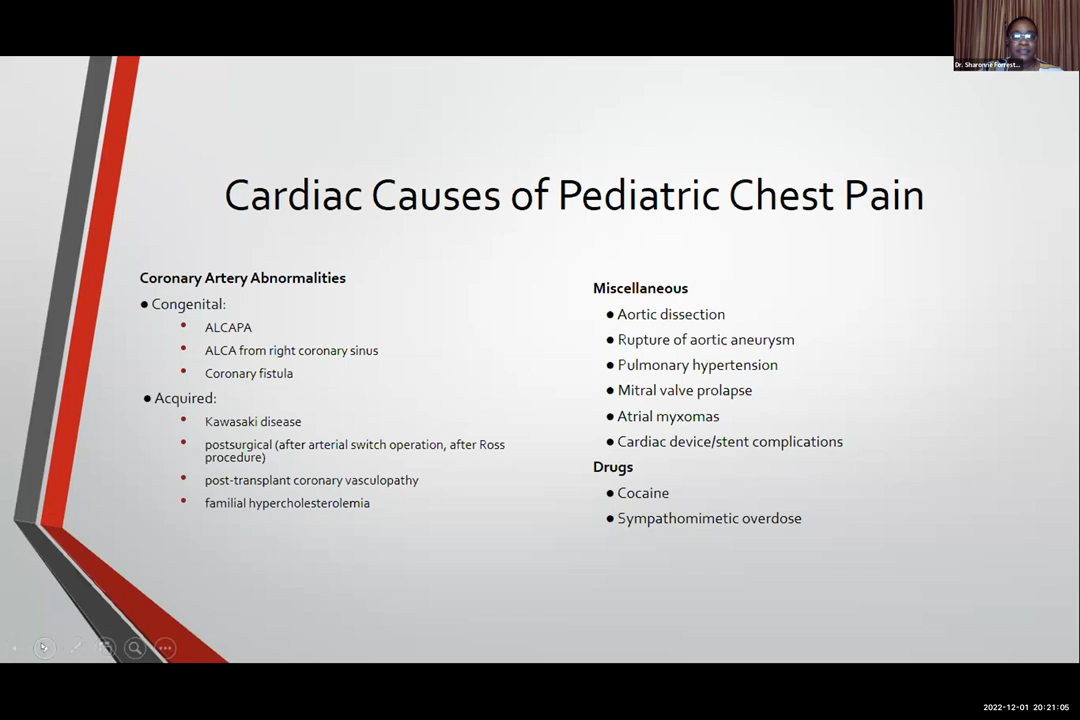 Dr. Sharonne Forrest...
Cardiac Causes of Pediatric Chest Pain
Coronary Artery Abnormalities
● Congenital:
• ALCAPA
• ALCA from right coronary sinus
• Coronary fistula
● Acquired:
• Kawasaki disease
• postsurgical (after arterial switch operation, after Ross
procedure)
• post-transplant coronary vasculopathy
• familial hypercholesterolemia
Miscellaneous
● Aortic dissection
● Rupture of aortic aneurysm
● Pulmonary hypertension
● Mitral valve prolapse
● Atrial myxomas
● Cardiac device/stent complications
Drugs
● Cocaine
● Sympathomimetic overdose
2022-12-01 20:21:05